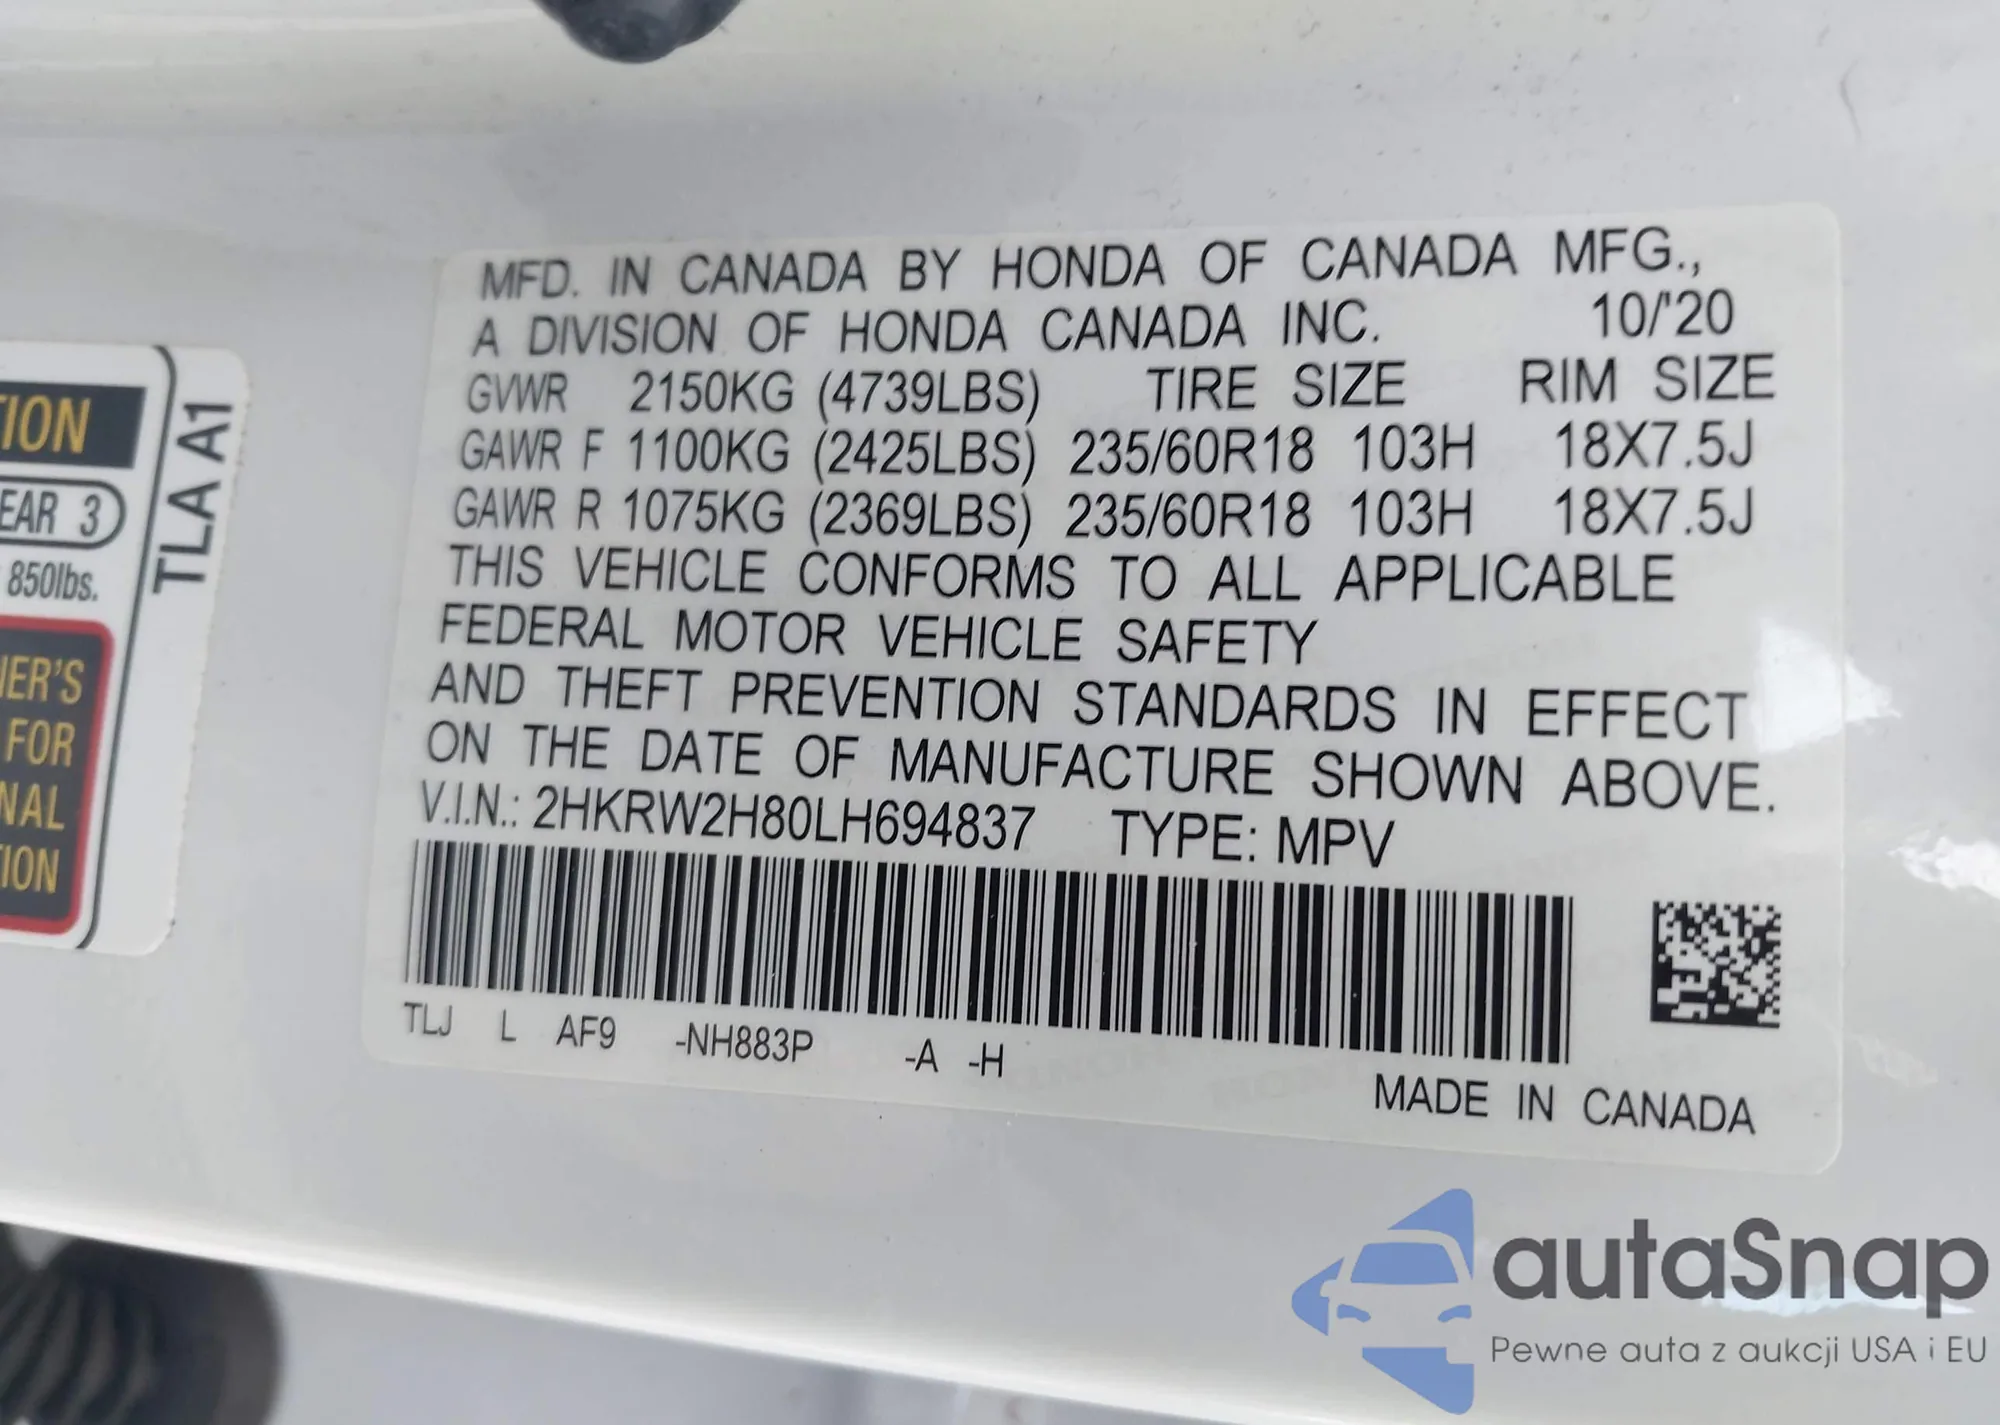 MFD. IN CANADA BY HONDA OF CANADA MFG.,
A DIVISION OF HONDA CANADA INC. 10/'20
GVWR 2150KG (4739LBS) TIRE SIZE RIM SIZE
GAWR F 1100KG (2425LBS) 235/60R18 103H 18X7.5J
GAWR R 1075KG (2369LBS) 235/60R18 103H 18X7.5J
THIS VEHICLE CONFORMS TO ALL APPLICABLE
FEDERAL MOTOR VEHICLE SAFETY
AND THEFT PREVENTION STANDARDS IN EFFECT
ON THE DATE OF MANUFACTURE SHOWN ABOVE.
V.I.N.: 2HKRW2H80LH694837 TYPE: MPV
TLJ L AF9 -NH883P -A -H
MADE IN CANADA
TION
EAR 3
850lbs.
NER'S
FOR
NAL
TION
TLA A1
autaSnap
Pewne auta z aukcji USA i EU